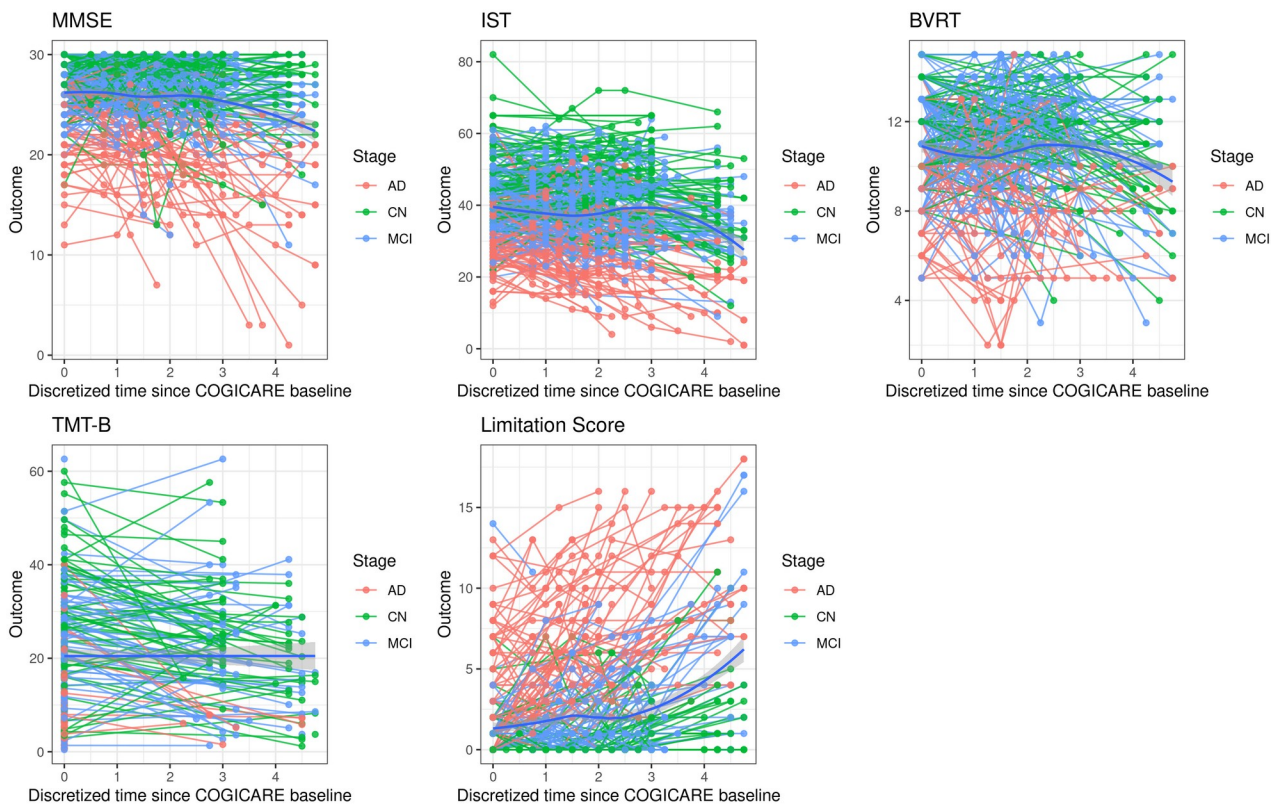 MMSE
30
20
10
0
Outcome
0 1 2 3 4
Discretized time since COGICARE baseline
Stage
AD
CN
MCI
IST
80
60
40
20
0
Outcome
0 1 2 3 4
Discretized time since COGICARE baseline
Stage
AD
CN
MCI
BVRT
12
8
4
Outcome
0 1 2 3 4
Discretized time since COGICARE baseline
Stage
AD
CN
MCI
TMT-B
60
40
20
0
Outcome
0 1 2 3 4
Discretized time since COGICARE baseline
Stage
AD
CN
MCI
Limitation Score
15
10
5
0
Outcome
0 1 2 3 4
Discretized time since COGICARE baseline
Stage
AD
CN
MCI